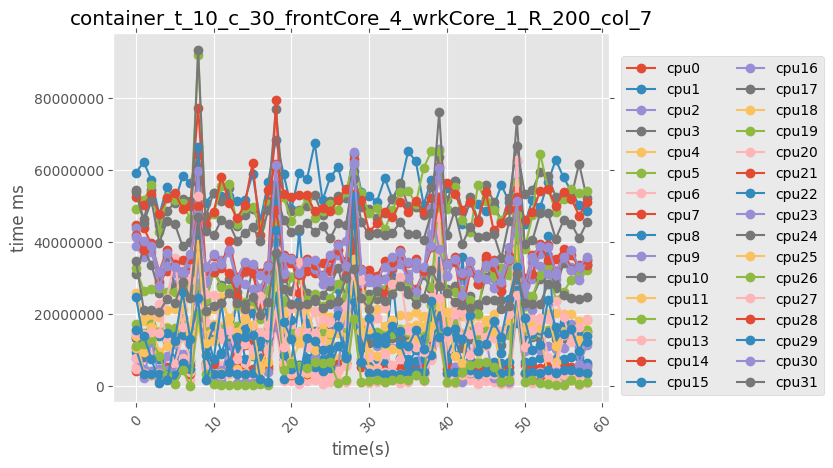 container_t_10_c_30_frontCore_4_wrkCore_1_R_200_col_7
time ms
80000000
60000000
40000000
20000000
0
0
10
20
30
40
50
60
time(s)
cpu0
cpu1
cpu2
cpu3
cpu4
cpu5
cpu6
cpu7
cpu8
cpu9
cpu10
cpu11
cpu12
cpu13
cpu14
cpu15
cpu16
cpu17
cpu18
cpu19
cpu20
cpu21
cpu22
cpu23
cpu24
cpu25
cpu26
cpu27
cpu28
cpu29
cpu30
cpu31